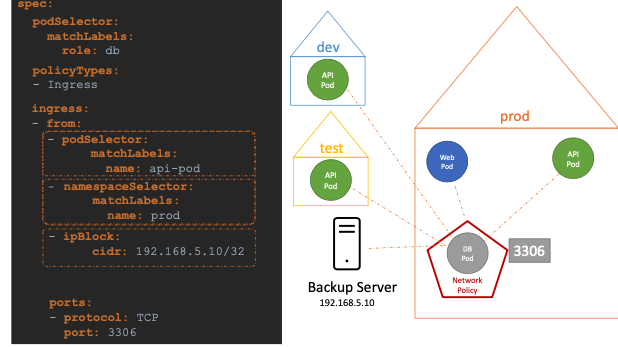 spec:
podSelector:
matchLabels:
role: db
policyTypes:
- Ingress
ingress:
- from:
- podSelector:
matchLabels:
name: api-pod
- namespaceSelector:
matchLabels:
name: prod
- ipBlock:
cidr: 192.168.5.10/32
ports:
- protocol: TCP
port: 3306
dev
API
Pod
test
API
Pod
Backup Server
192.168.5.10
prod
Web
Pod
API
Pod
DB
Pod
Network
Policy
3306